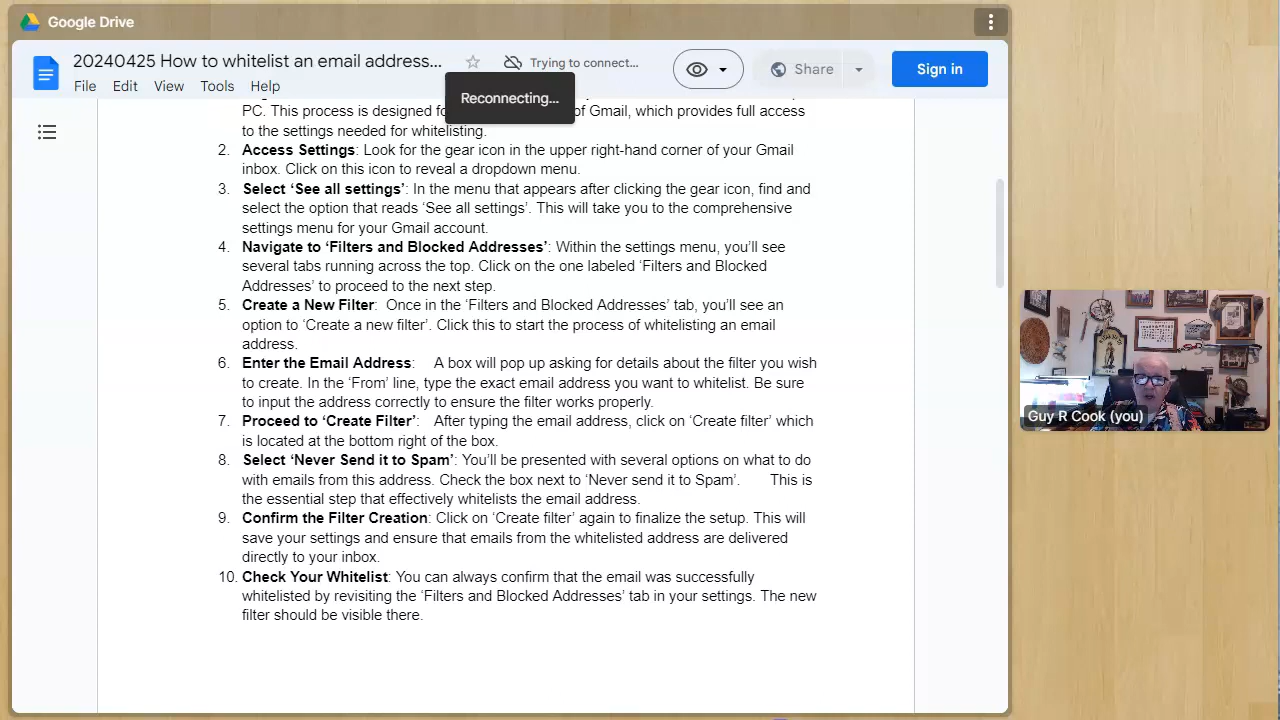 Google Drive
20240425 How to whitelist an email address...
Trying to connect...
Share
Sign in
File Edit View Tools Help
Reconnecting...
PC. This process is designed fo of Gmail, which provides full access
to the settings needed for whitelisting.
2. Access Settings: Look for the gear icon in the upper right-hand corner of your Gmail
inbox. Click on this icon to reveal a dropdown menu.
3. Select ‘See all settings’: In the menu that appears after clicking the gear icon, find and
select the option that reads ‘See all settings’. This will take you to the comprehensive
settings menu for your Gmail account.
4. Navigate to ‘Filters and Blocked Addresses’: Within the settings menu, you’ll see
several tabs running across the top. Click on the one labeled ‘Filters and Blocked
Addresses’ to proceed to the next step.
5. Create a New Filter: Once in the ‘Filters and Blocked Addresses’ tab, you’ll see an
option to ‘Create a new filter’. Click this to start the process of whitelisting an email
address.
6. Enter the Email Address: A box will pop up asking for details about the filter you wish
to create. In the ‘From’ line, type the exact email address you want to whitelist. Be sure
to input the address correctly to ensure the filter works properly.
7. Proceed to ‘Create Filter’: After typing the email address, click on ‘Create filter’ which
is located at the bottom right of the box.
8. Select ‘Never Send it to Spam’: You’ll be presented with several options on what to do
with emails from this address. Check the box next to ‘Never send it to Spam’. This is
the essential step that effectively whitelists the email address.
9. Confirm the Filter Creation: Click on ‘Create filter’ again to finalize the setup. This will
save your settings and ensure that emails from the whitelisted address are delivered
directly to your inbox.
10. Check Your Whitelist: You can always confirm that the email was successfully
whitelisted by revisiting the ‘Filters and Blocked Addresses’ tab in your settings. The new
filter should be visible there.
Guy R Cook (you)